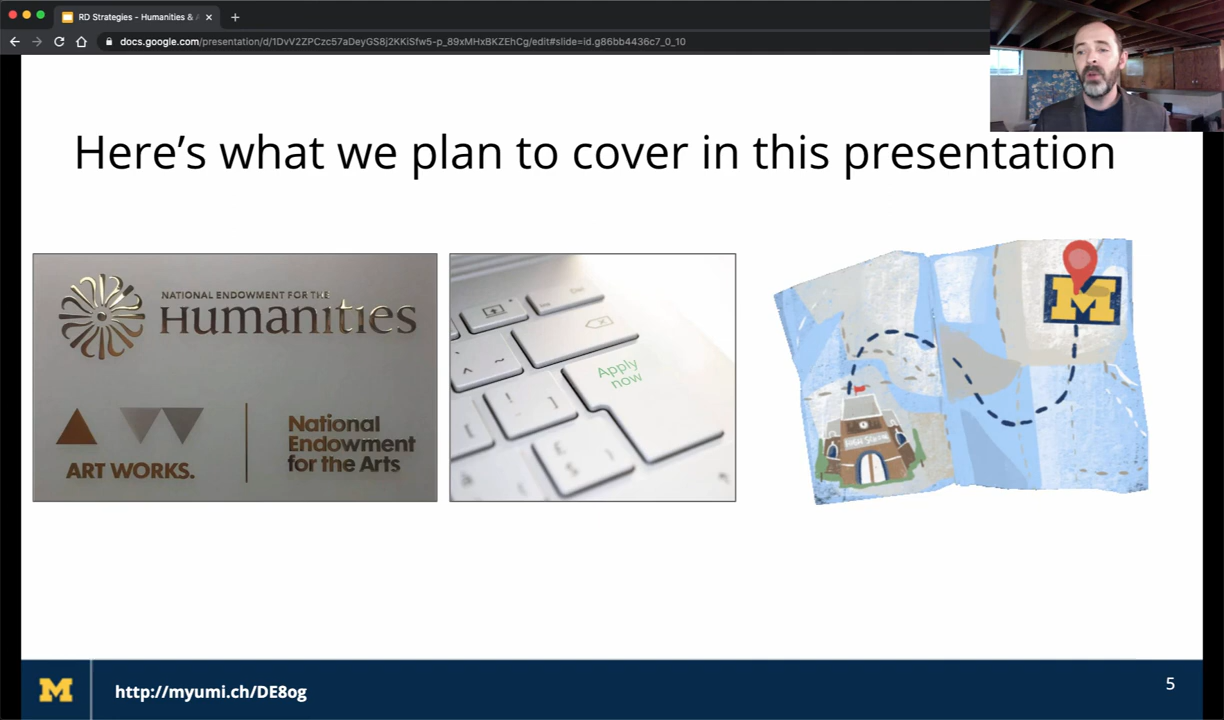 RD Strategies - Humanities & A
docs.google.com/presentation/d/1DvV2ZPCzc57aDeyGS8j2KKiSfw5-p_89xMHxBKZEhCg/edit#slide=id.g86bb4436c7_0_10
Here’s what we plan to cover in this presentation
NATIONAL ENDOWMENT FOR THE
Humanities
ART WORKS.
National
Endowment
for the Arts
Apply
now
M
HIGH SCHOOL
M
http://myumi.ch/DE8og
5